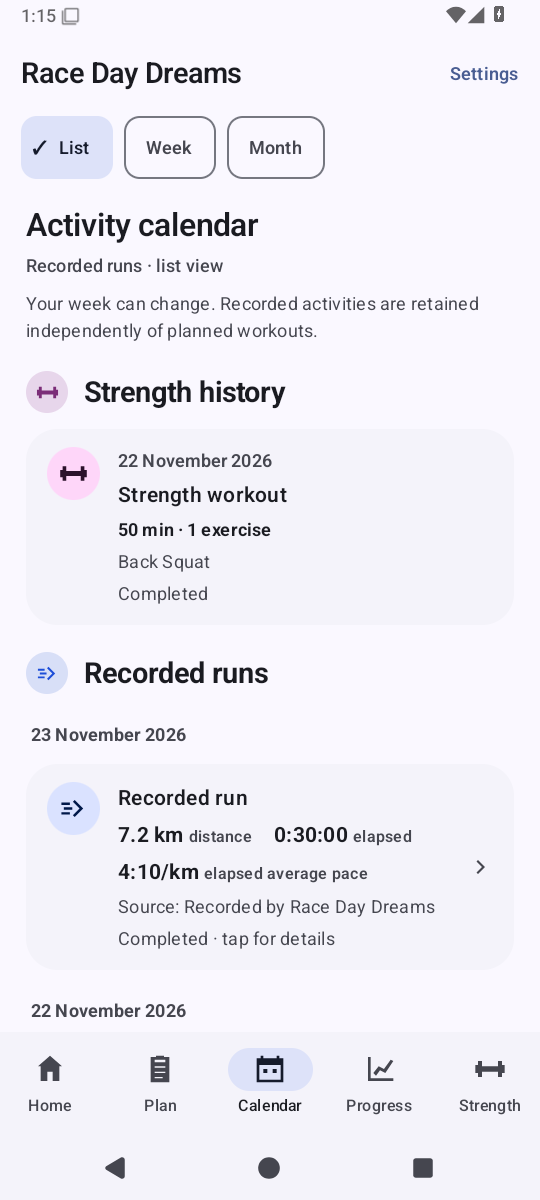 1:15
Race Day Dreams
Settings
✓ List
Week
Month
Activity calendar
Recorded runs · list view
Your week can change. Recorded activities are retained
independently of planned workouts.
Strength history
22 November 2026
Strength workout
50 min · 1 exercise
Back Squat
Completed
Recorded runs
23 November 2026
Recorded run
7.2 km distance 0:30:00 elapsed
4:10/km elapsed average pace
Source: Recorded by Race Day Dreams
Completed · tap for details
22 November 2026
Home
Plan
Calendar
Progress
Strength